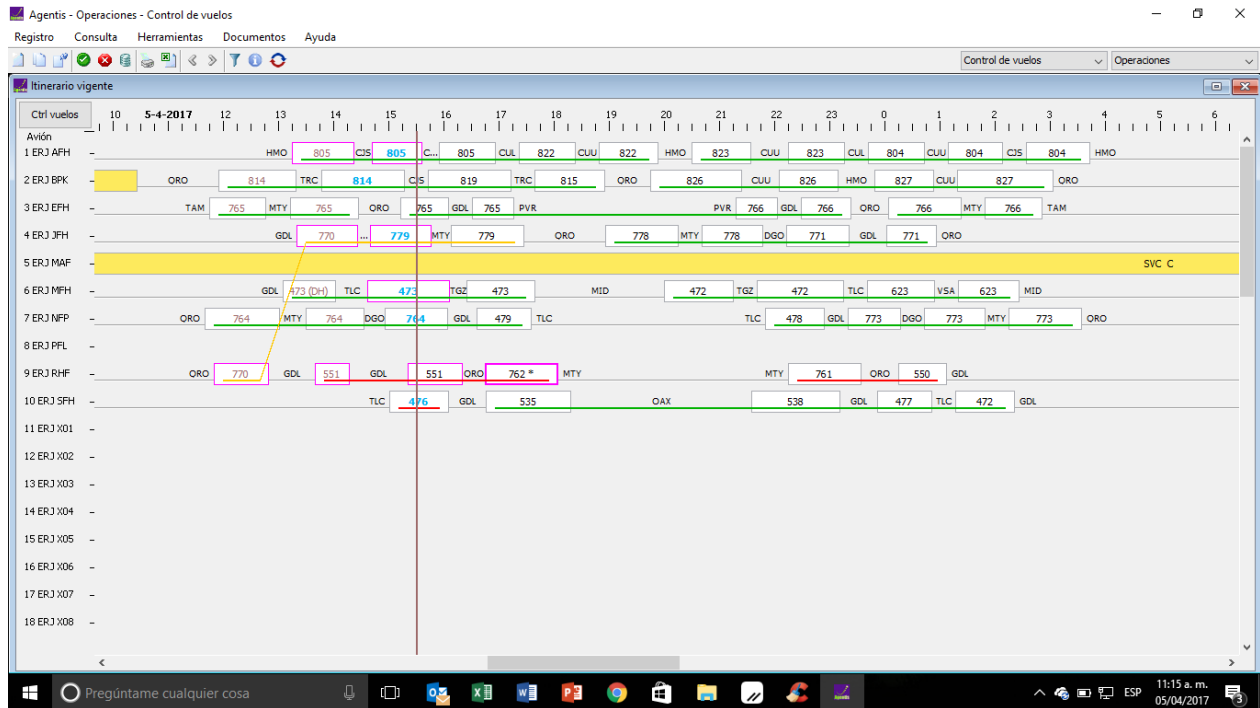 Agentis - Operaciones - Control de vuelos
Registro Consulta Herramientas Documentos Ayuda
Control de vuelos Operaciones
Itinerario vigente
Ctrl vuelos 10 5-4-2017 12 13 14 15 16 17 18 19 20 21 22 23 0 1 2 3 4 5 6
Avión
1 ERJ AFH HMO 805 CJS 805 C... 805 CUL 822 CUU 822 HMO 823 CUU 823 CUL 804 CUU 804 CJS 804 HMO
2 ERJ BPK ORO 814 TRC 814 CJS 819 TRC 815 ORO 826 CUU 826 HMO 827 CUU 827 ORO
3 ERJ EFH TAM 765 MTY 765 ORO 765 GDL 765 PVR PVR 766 GDL 766 ORO 766 MTY 766 TAM
4 ERJ JFH GDL 770 ... 779 MTY 779 ORO 778 MTY 778 DGO 771 GDL 771 ORO
5 ERJ MAF SVC C
6 ERJ MFH GDL 473 (DH) TLC 473 TGZ 473 MID 472 TGZ 472 TLC 623 VSA 623 MID
7 ERJ NFP ORO 764 MTY 764 DGO 764 GDL 479 TLC TLC 478 GDL 773 DGO 773 MTY 773 ORO
8 ERJ PFL
9 ERJ RHF ORO 770 GDL 551 GDL 551 ORO 762 * MTY MTY 761 ORO 550 GDL
10 ERJ SFH TLC 476 GDL 535 OAX 538 GDL 477 TLC 472 GDL
11 ERJ X01
12 ERJ X02
13 ERJ X03
14 ERJ X04
15 ERJ X05
16 ERJ X06
17 ERJ X07
18 ERJ X08
Pregúntame cualquier cosa ESP 11:15 a. m.
05/04/2017 3